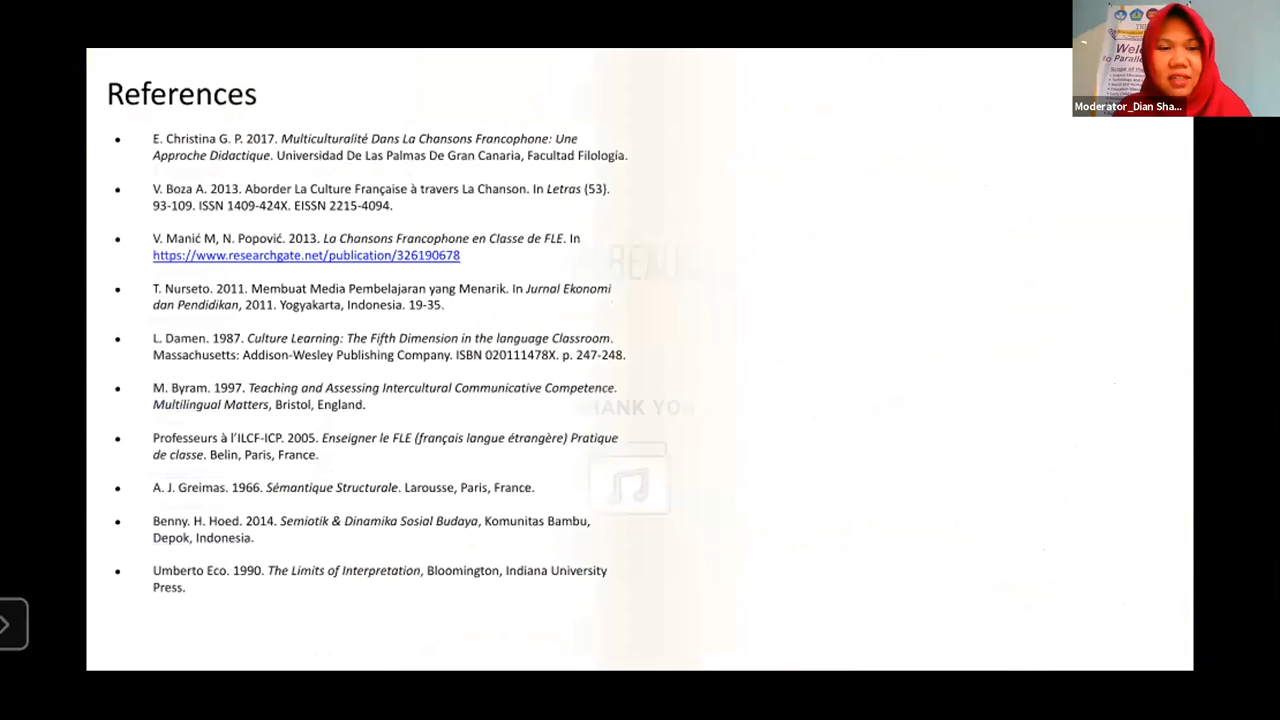 References
• E. Christina G. P. 2017. Multiculturalité Dans La Chansons Francophone: Une
Approche Didactique. Universidad De Las Palmas De Gran Canaria, Facultad Filología.
• V. Boza A. 2013. Aborder La Culture Française à travers La Chanson. In Letras (53).
93-109. ISSN 1409-424X. EISSN 2215-4094.
• V. Manić M, N. Popović. 2013. La Chansons Francophone en Classe de FLE. In
https://www.researchgate.net/publication/326190678
• T. Nurseto. 2011. Membuat Media Pembelajaran yang Menarik. In Jurnal Ekonomi
dan Pendidikan, 2011. Yogyakarta, Indonesia. 19-35.
• L. Damen. 1987. Culture Learning: The Fifth Dimension in the language Classroom.
Massachusetts: Addison-Wesley Publishing Company. ISBN 020111478X. p. 247-248.
• M. Byram. 1997. Teaching and Assessing Intercultural Communicative Competence.
Multilingual Matters, Bristol, England.
• Professeurs à l’ILCF-ICP. 2005. Enseigner le FLE (français langue étrangère) Pratique
de classe. Belin, Paris, France.
• A. J. Greimas. 1966. Sémantique Structurale. Larousse, Paris, France.
• Benny. H. Hoed. 2014. Semiotik & Dinamika Sosial Budaya, Komunitas Bambu,
Depok, Indonesia.
• Umberto Eco. 1990. The Limits of Interpretation, Bloomington, Indiana University
Press.
Moderator_Dian Sha...